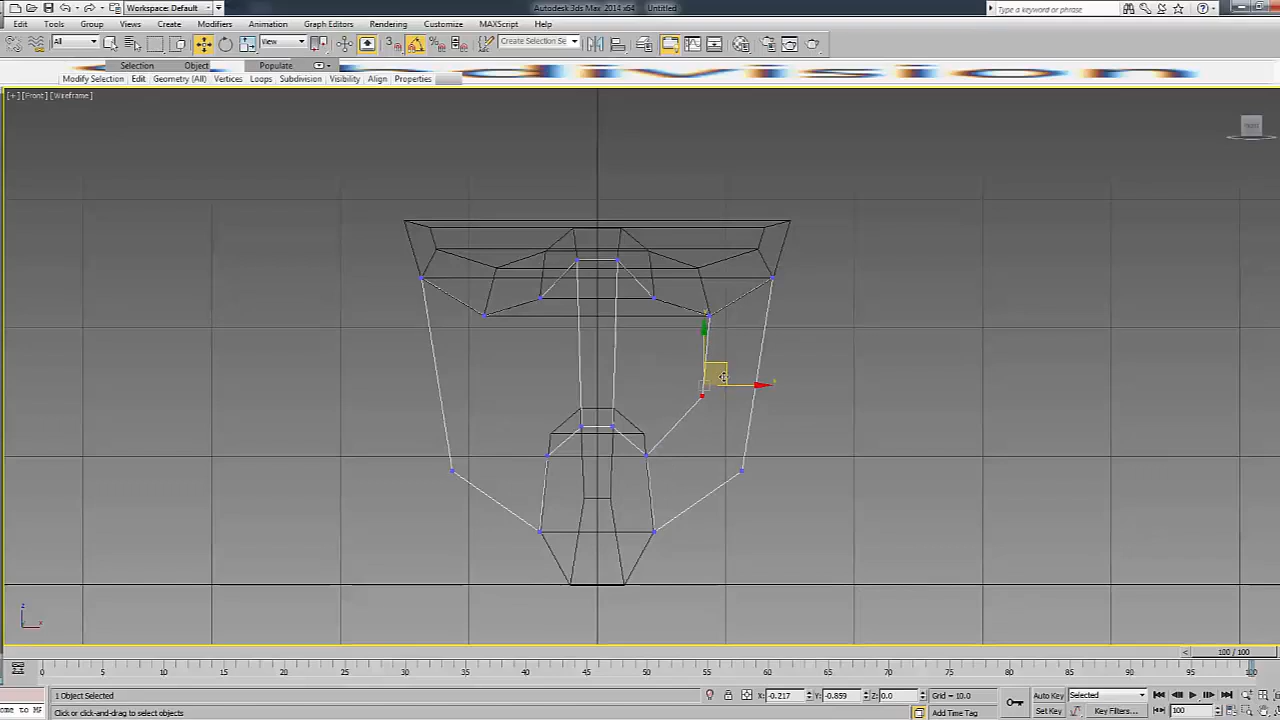 Workspace: Default
Autodesk 3ds Max 2014 x64 Untitled
Type a keyword or phrase
Edit Tools Group Views Create Modifiers Animation Graph Editors Rendering Customize MAXScript Help
All View Create Selection Se
Selection Object Populate
Modify Selection Edit Geometry (All) Vertices Loops Subdivision Visibility Align Properties
[+] [Front] [Wireframe]
FRONT
z
x
100 / 100
0 5 10 15 20 25 30 35 40 45 50 55 60 65 70 75 80 85 90 95 100
1 Object Selected X: -0.217 Y: -0.859 Z: 0.0 Grid = 10.0 Auto Key Selected
ome to MF Click or click-and-drag to select objects Add Time Tag Set Key Key Filters... 100